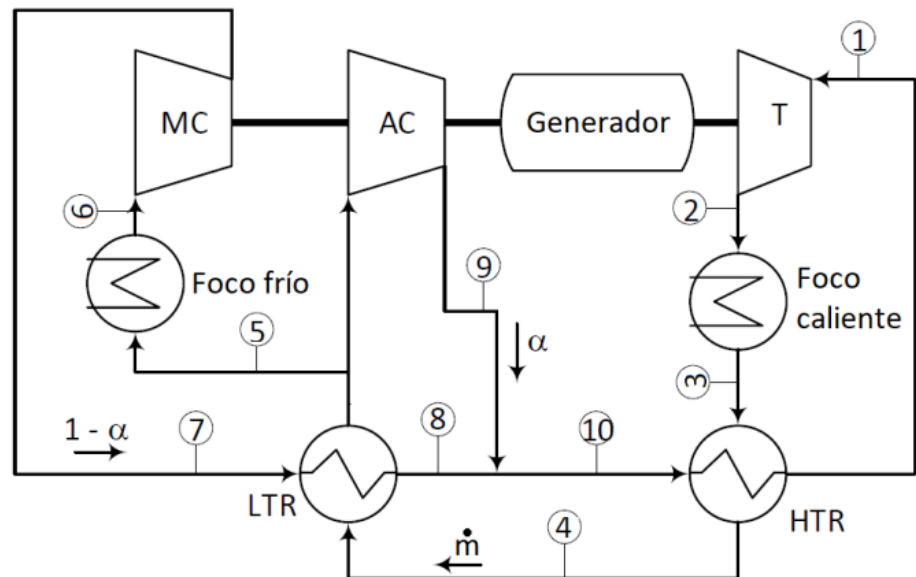 1
MC
AC
Generador
T
6
2
Foco frío
9
Foco
caliente
5
α
3
1 - α
7
8
10
LTR
HTR
4
ṁ